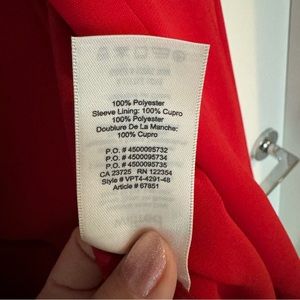 100% Polyester
Sleeve Lining: 100% Cupro
100% Polyester
Doublure De La Manche:
100% Cupro
P.O. # 4500095732
P.O. # 4500095734
P.O. # 4500095735
CA 23725 RN 122354
Style # VPT4-4291-48
Article # 67851